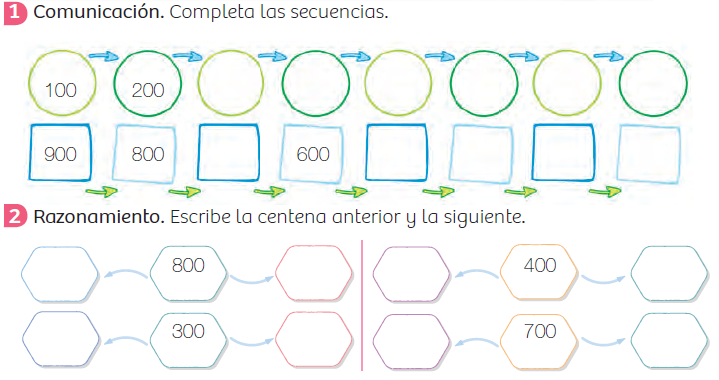 1 Comunicación. Completa las secuencias.
100 200
900 800 600
2 Razonamiento. Escribe la centena anterior y la siguiente.
800 400
300 700